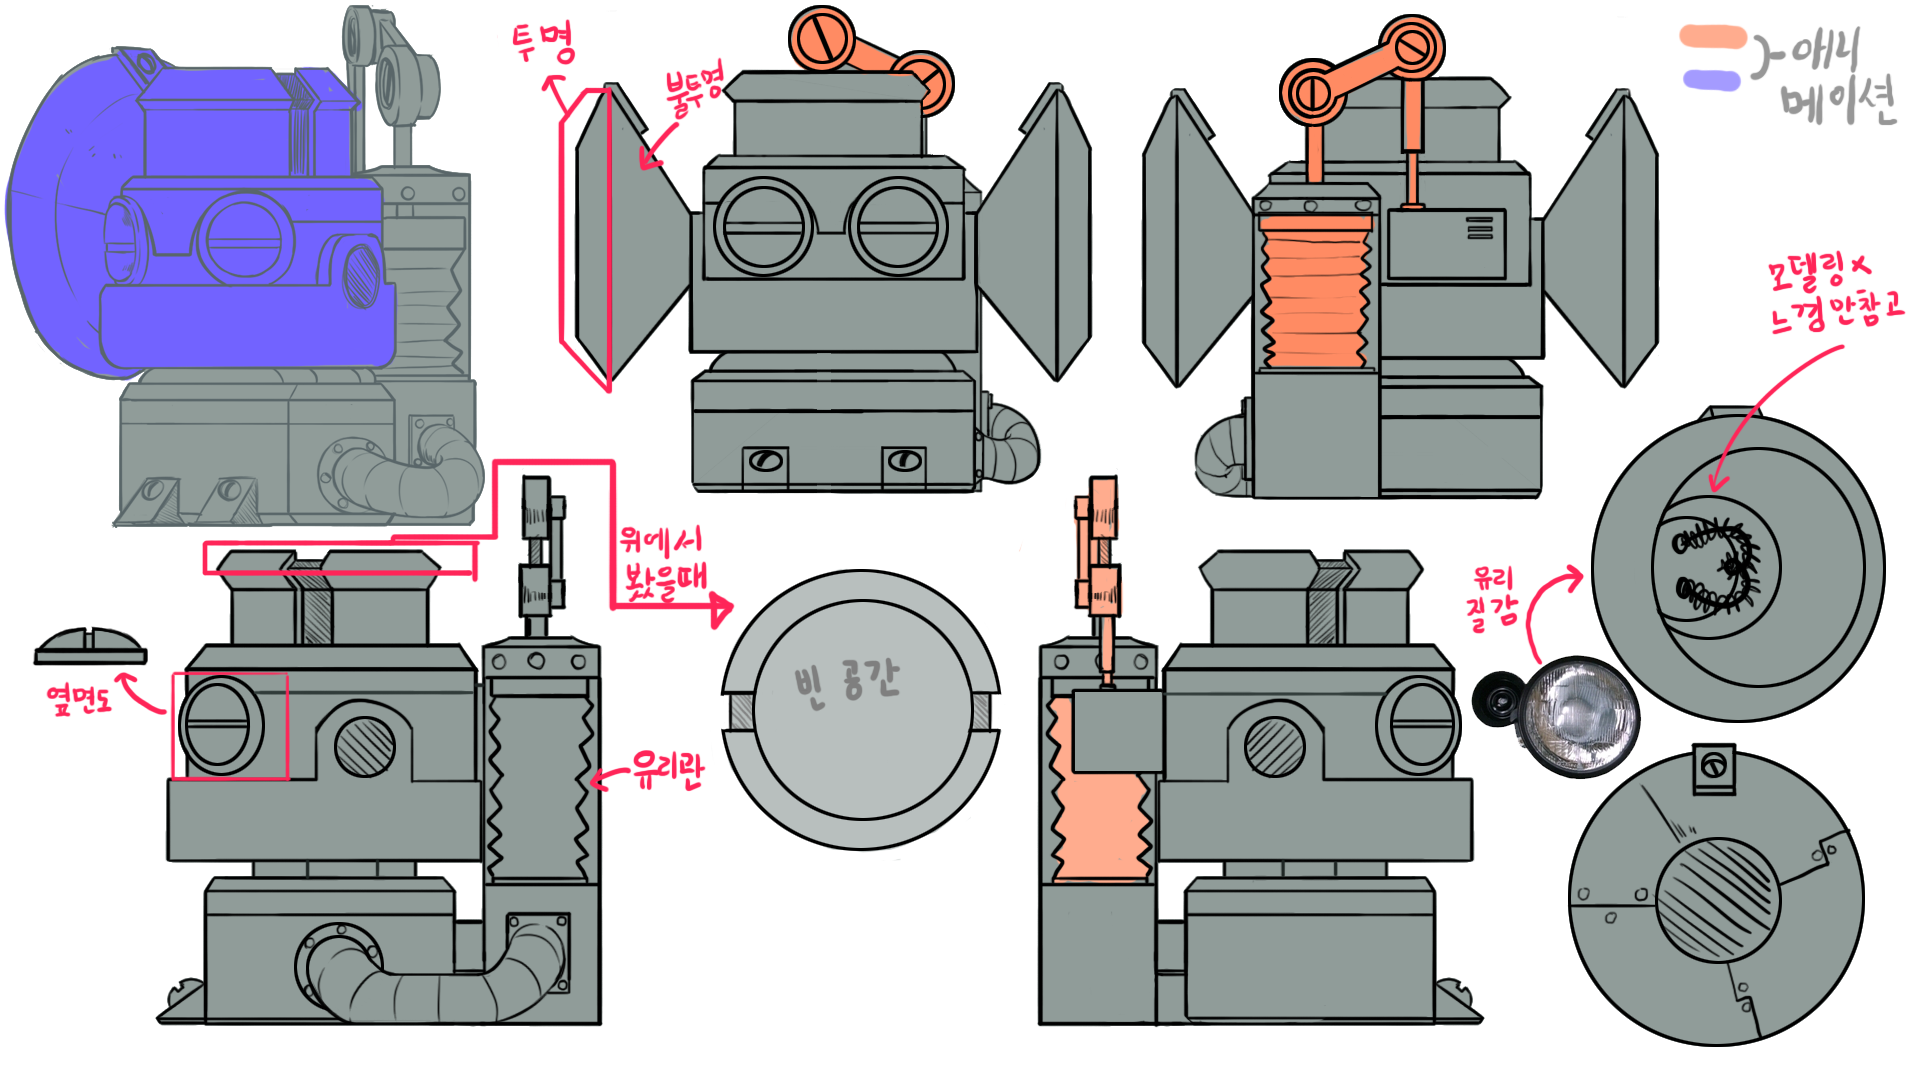 투명
불투명
애니
메이션
모델링 x
느낌만 참고
위에서
봤을때
유리
질감
빈 공간
옆면도
유리관